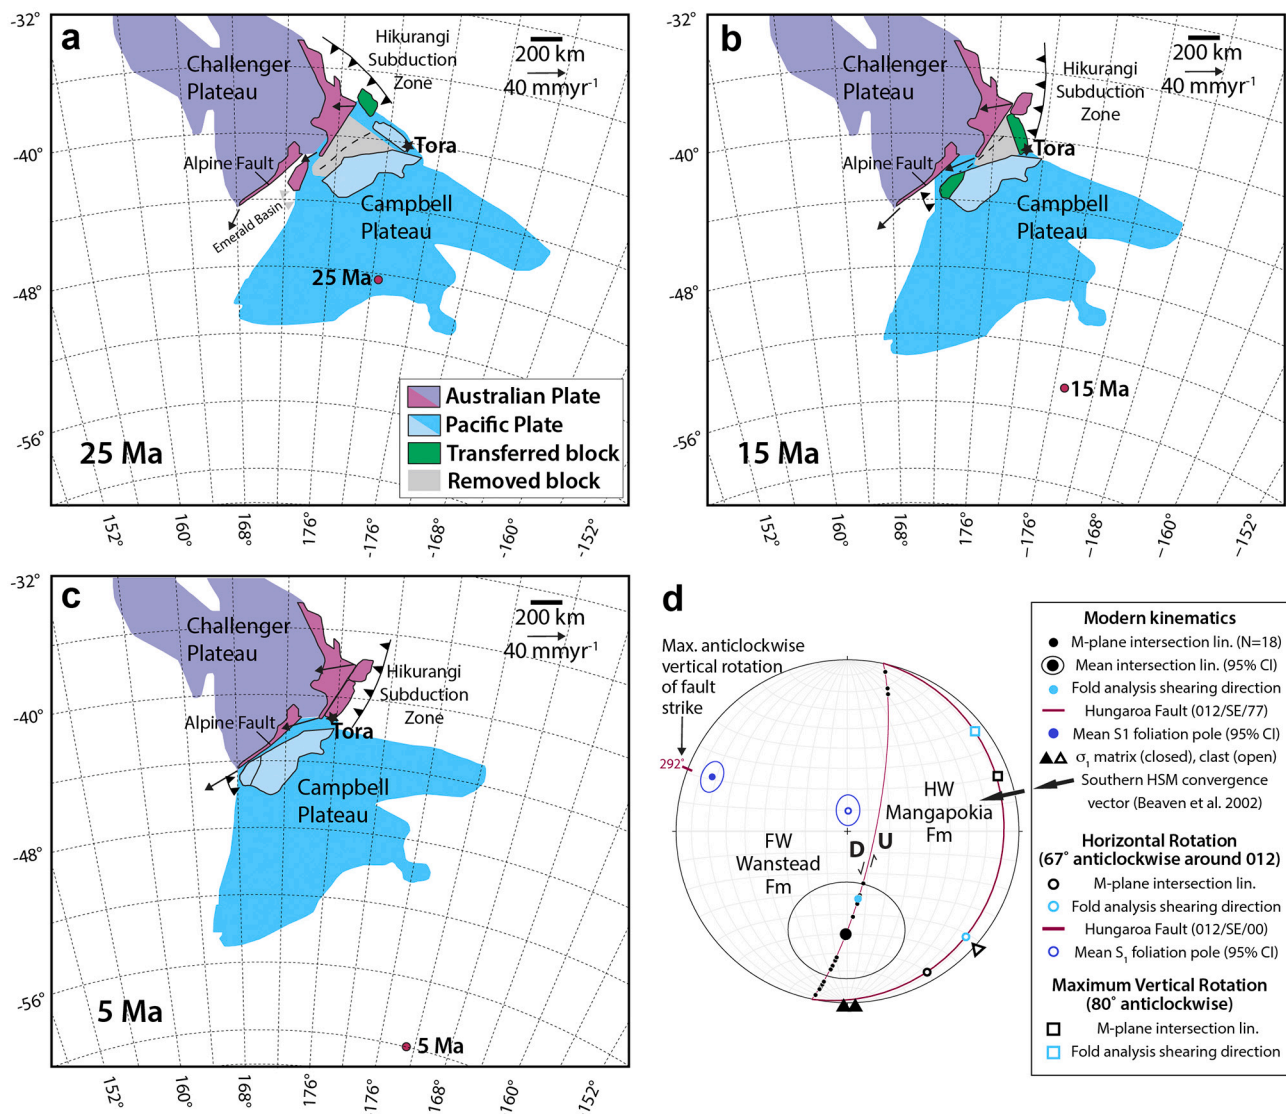 a
-32°
-40°
-48°
-56°
Challenger
Plateau
Hikurangi
Subduction
Zone
200 km
40 mmyr-1
Tora
Alpine Fault
Emerald Basin
Campbell
Plateau
25 Ma
25 Ma
Australian Plate
Pacific Plate
Transferred block
Removed block
152°
160°
168°
176°
-176°
-168°
-160°
-152°
b
-32°
-40°
-48°
-56°
Challenger
Plateau
200 km
40 mmyr-1
Hikurangi
Subduction
Zone
Tora
Alpine Fault
Campbell
Plateau
15 Ma
15 Ma
152°
160°
168°
176°
-176°
-168°
-160°
-152°
c
-32°
-40°
-48°
-56°
Challenger
Plateau
200 km
40 mmyr-1
Hikurangi
Subduction
Zone
Tora
Alpine Fault
Campbell
Plateau
5 Ma
5 Ma
152°
160°
168°
176°
-176°
-168°
-160°
-152°
d
Max. anticlockwise
vertical rotation
of fault
strike
292°
HW
Mangapokia
Fm
FW
Wanstead
Fm
D
U
Modern kinematics
M-plane intersection lin. (N=18)
Mean intersection lin. (95% CI)
Fold analysis shearing direction
Hungaroa Fault (012/SE/77)
Mean S1 foliation pole (95% CI)
σ1 matrix (closed), clast (open)
Southern HSM convergence
vector (Beaven et al. 2002)
Horizontal Rotation
(67° anticlockwise around 012)
M-plane intersection lin.
Fold analysis shearing direction
Hungaroa Fault (012/SE/00)
Mean S1 foliation pole (95% CI)
Maximum Vertical Rotation
(80° anticlockwise)
M-plane intersection lin.
Fold analysis shearing direction